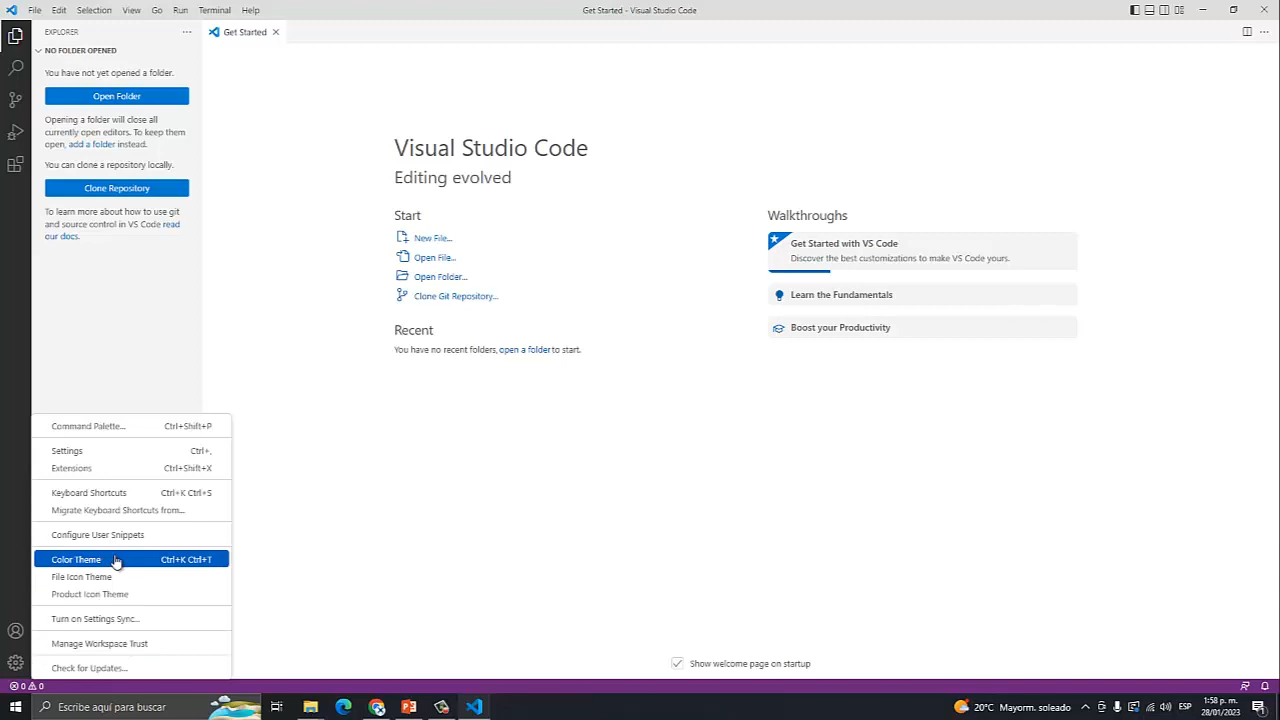 File Edit Selection View Go Run Terminal Help
Get Started - Visual Studio Code
EXPLORER
Get Started
NO FOLDER OPENED
You have not yet opened a folder.
Open Folder
Opening a folder will close all
currently open editors. To keep them
open, add a folder instead.
You can clone a repository locally.
Clone Repository
To learn more about how to use git
and source control in VS Code read
our docs.
Visual Studio Code
Editing evolved
Start
New File...
Open File...
Open Folder...
Clone Git Repository...
Recent
You have no recent folders, open a folder to start.
Walkthroughs
Get Started with VS Code
Discover the best customizations to make VS Code yours.
Learn the Fundamentals
Boost your Productivity
Command Palette... Ctrl+Shift+P
Settings Ctrl+,
Extensions Ctrl+Shift+X
Keyboard Shortcuts Ctrl+K Ctrl+S
Migrate Keyboard Shortcuts from...
Configure User Snippets
Color Theme Ctrl+K Ctrl+T
File Icon Theme
Product Icon Theme
Turn on Settings Sync...
Manage Workspace Trust
Check for Updates...
Show welcome page on startup
0 0
Escribe aquí para buscar
20°C Mayorm. soleado
ESP
1:58 p. m.
28/01/2023